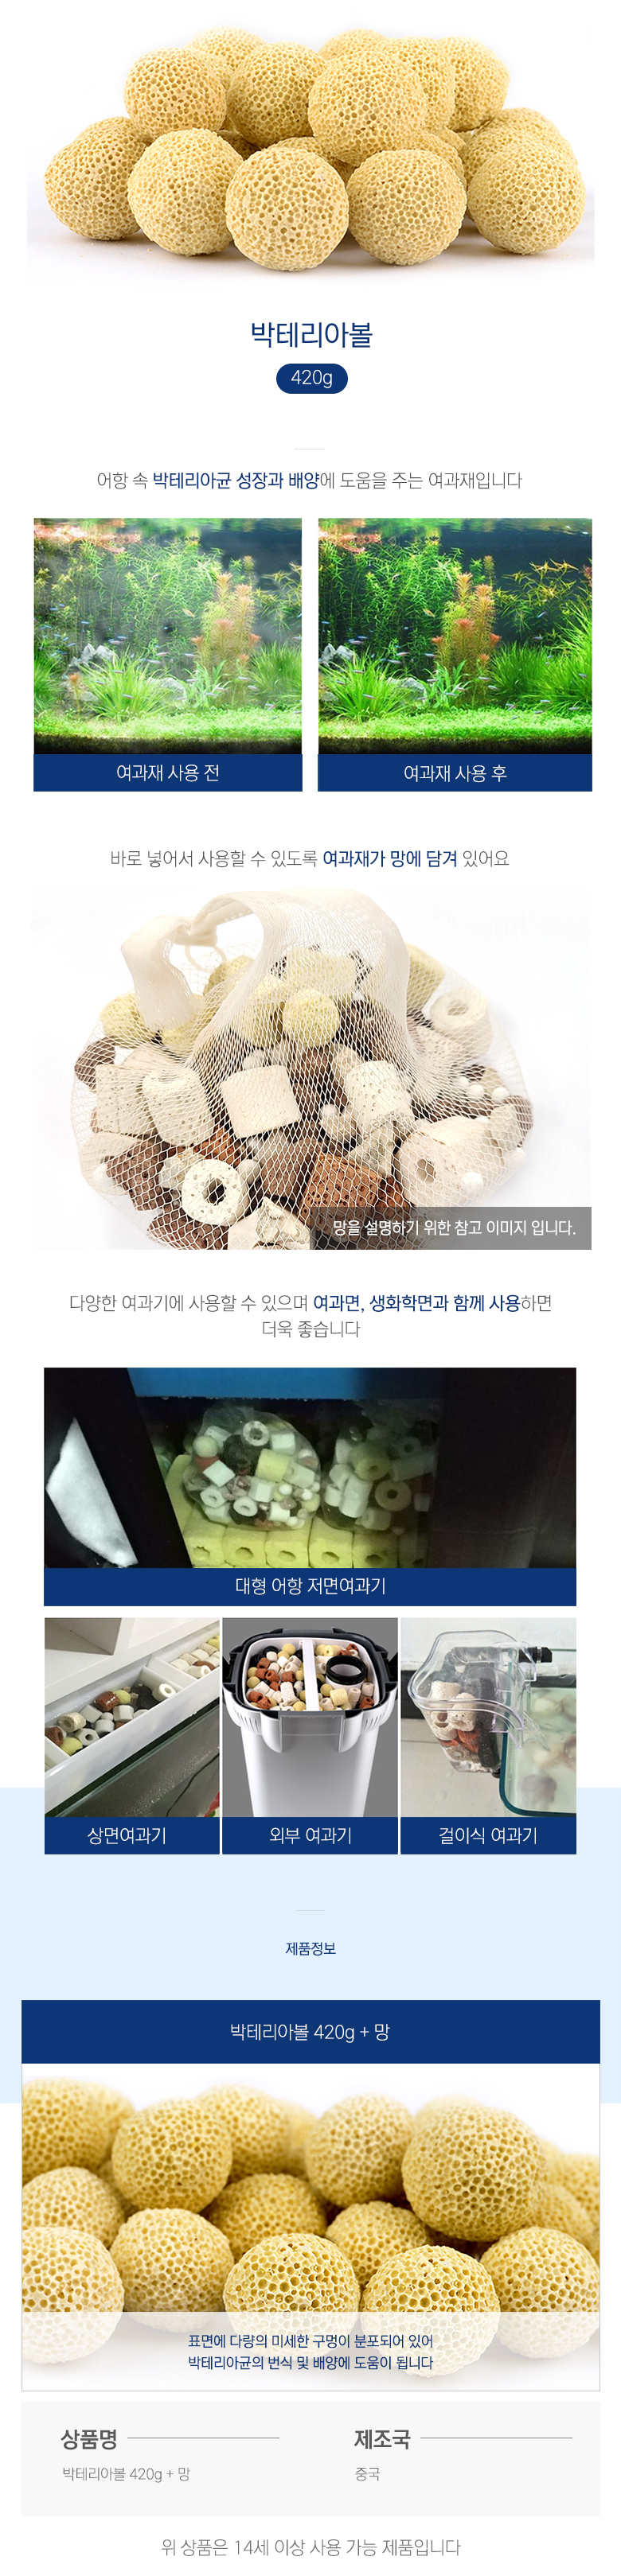 박테리아볼
420g
어항 속 박테리아균 성장과 배양에 도움을 주는 여과재입니다
여과재 사용 전
여과재 사용 후
바로 넣어서 사용할 수 있도록 여과재가 망에 담겨 있어요
망을 설명하기 위한 참고 이미지 입니다.
다양한 여과기에 사용할 수 있으며 여과면, 생화학면과 함께 사용하면
더욱 좋습니다
대형 어항 저면여과기
상면여과기
외부 여과기
걸이식 여과기
제품정보
박테리아볼 420g + 망
표면에 다량의 미세한 구멍이 분포되어 있어
박테리아균의 번식 및 배양에 도움이 됩니다
상품명
박테리아볼 420g + 망
제조국
중국
위 상품은 14세 이상 사용 가능 제품입니다